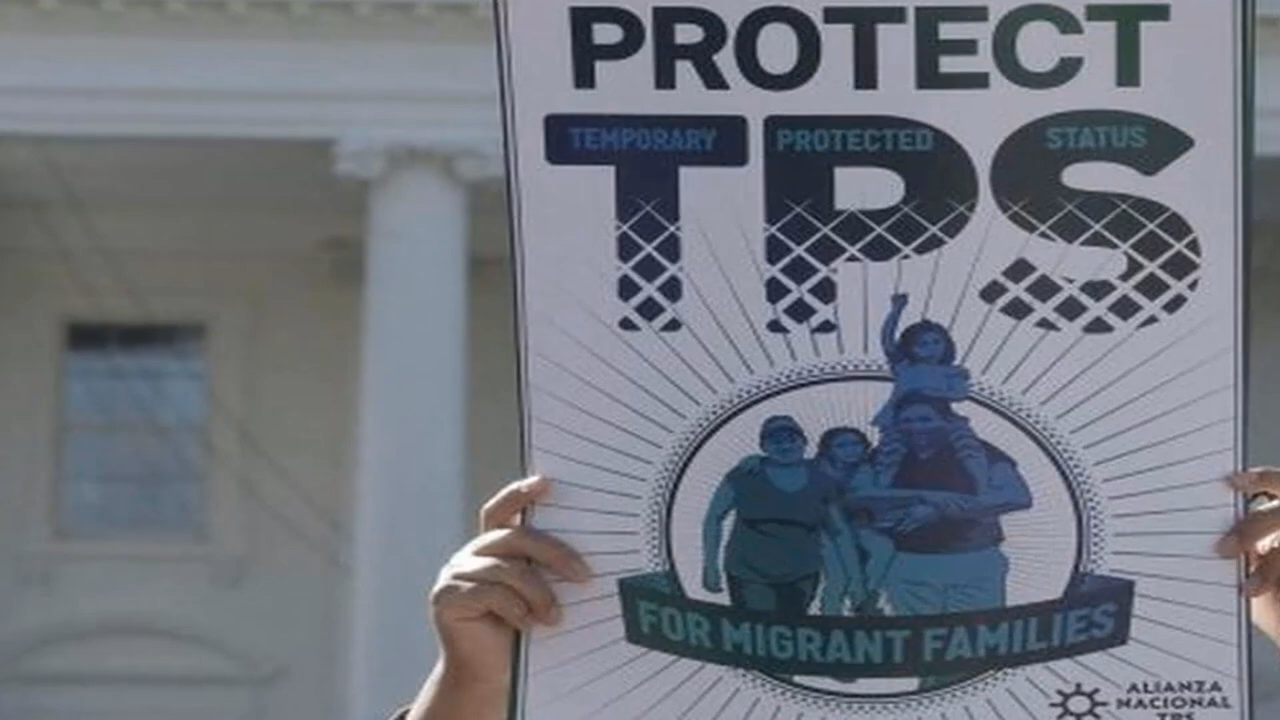 PROTECT
TEMPORARY PROTECTED STATUS
TPS
FOR MIGRANT FAMILIES
ALIANZA
NACIONAL
TPS